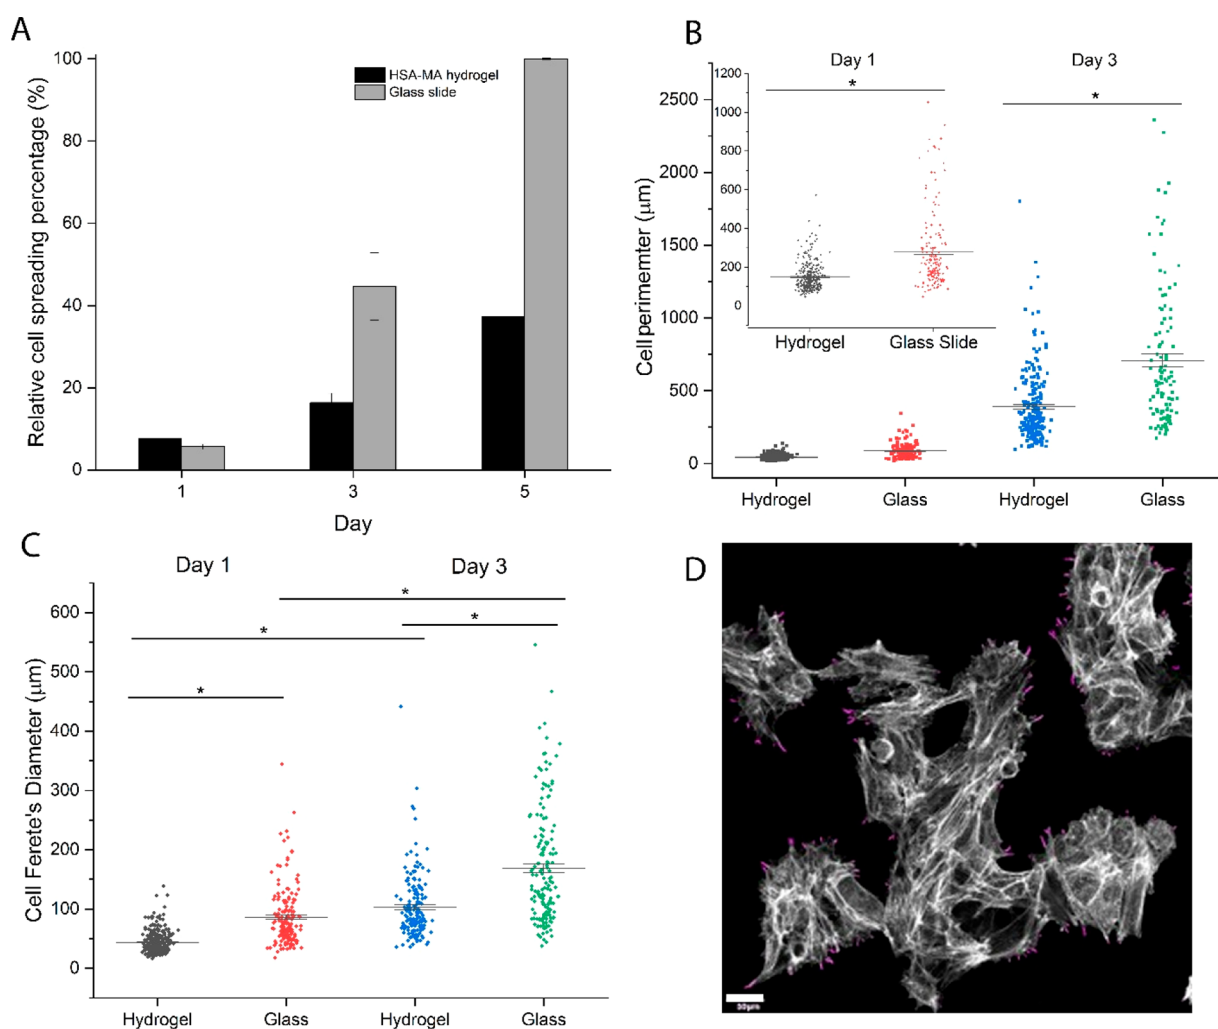 A
Relative cell spreading percentage (%)
100
80
60
40
20
0
HSA-MA hydrogel
Glass slide
1
3
5
Day
B
Cell perimemter (μm)
2500
2000
1500
1000
500
0
Day 1
Day 3
*
*
1200
1000
800
600
400
200
0
Hydrogel
Glass Slide
Hydrogel
Glass
Hydrogel
Glass
C
Day 1
Day 3
Cell Ferete's Diameter (μm)
600
500
400
300
200
100
0
*
*
*
*
Hydrogel
Glass
Hydrogel
Glass
D